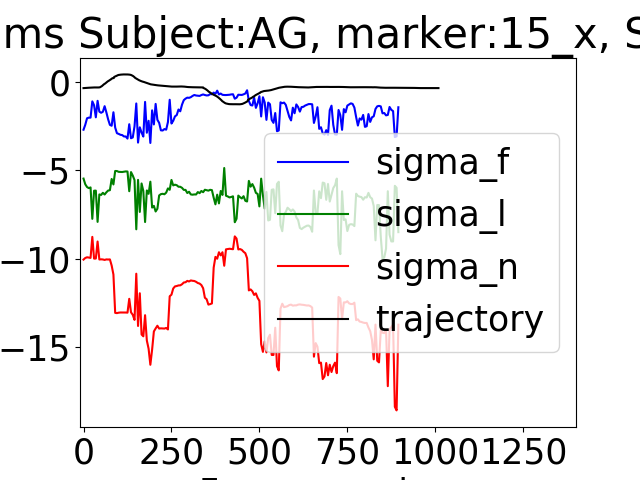 ms Subject:AG, marker:15_x, S
0
−5
−10
−15
sigma_f
sigma_l
sigma_n
trajectory
0 250 500 750 1000 1250